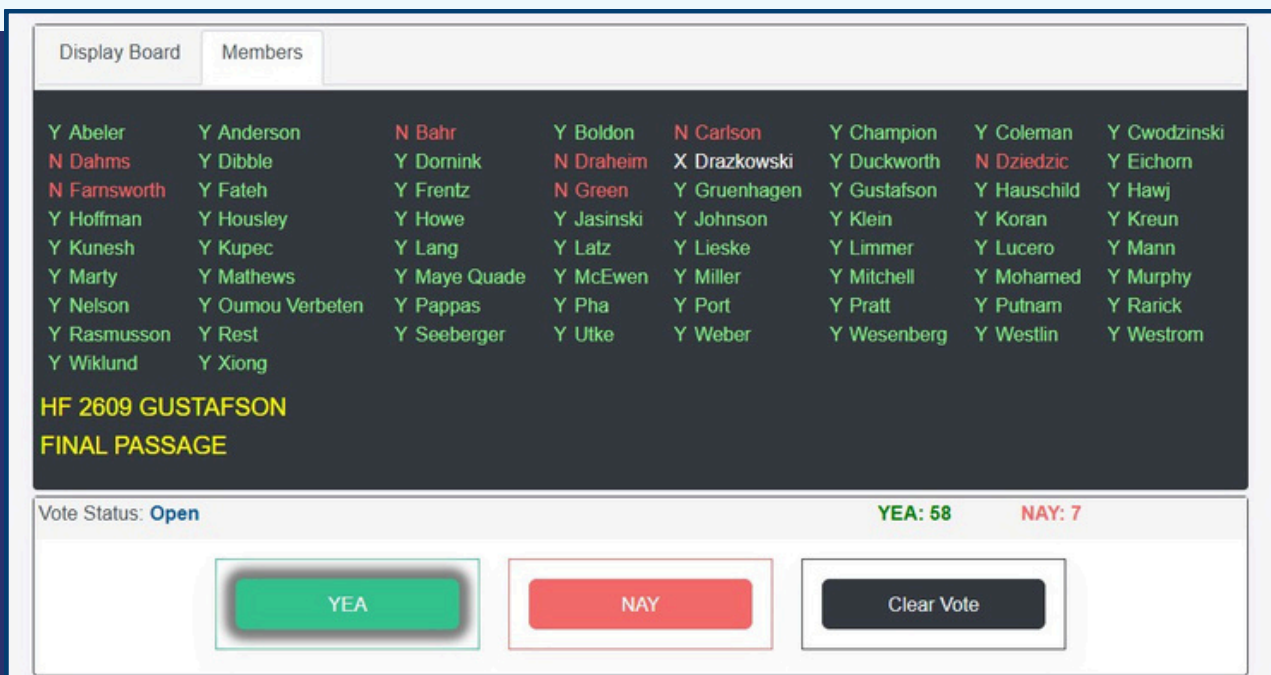 Display Board Members
Y Abeler Y Anderson N Bahr Y Boldon N Carlson Y Champion Y Coleman Y Cwodzinski
N Dahms Y Dibble Y Dornink N Draheim X Drazkowski Y Duckworth N Dziedzic Y Eichorn
N Farnsworth Y Fateh Y Frentz N Green Y Gruenhagen Y Gustafson Y Hauschild Y Hawj
Y Hoffman Y Housley Y Howe Y Jasinski Y Johnson Y Klein Y Koran Y Kreun
Y Kunesh Y Kupec Y Lang Y Latz Y Lieske Y Limmer Y Lucero Y Mann
Y Marty Y Mathews Y Maye Quade Y McEwen Y Miller Y Mitchell Y Mohamed Y Murphy
Y Nelson Y Oumou Verbeten Y Pappas Y Pha Y Port Y Pratt Y Putnam Y Rarick
Y Rasmusson Y Rest Y Seeberger Y Utke Y Weber Y Wesenberg Y Westlin Y Westrom
Y Wiklund Y Xiong
HF 2609 GUSTAFSON
FINAL PASSAGE
Vote Status: Open YEA: 58 NAY: 7
YEA NAY Clear Vote